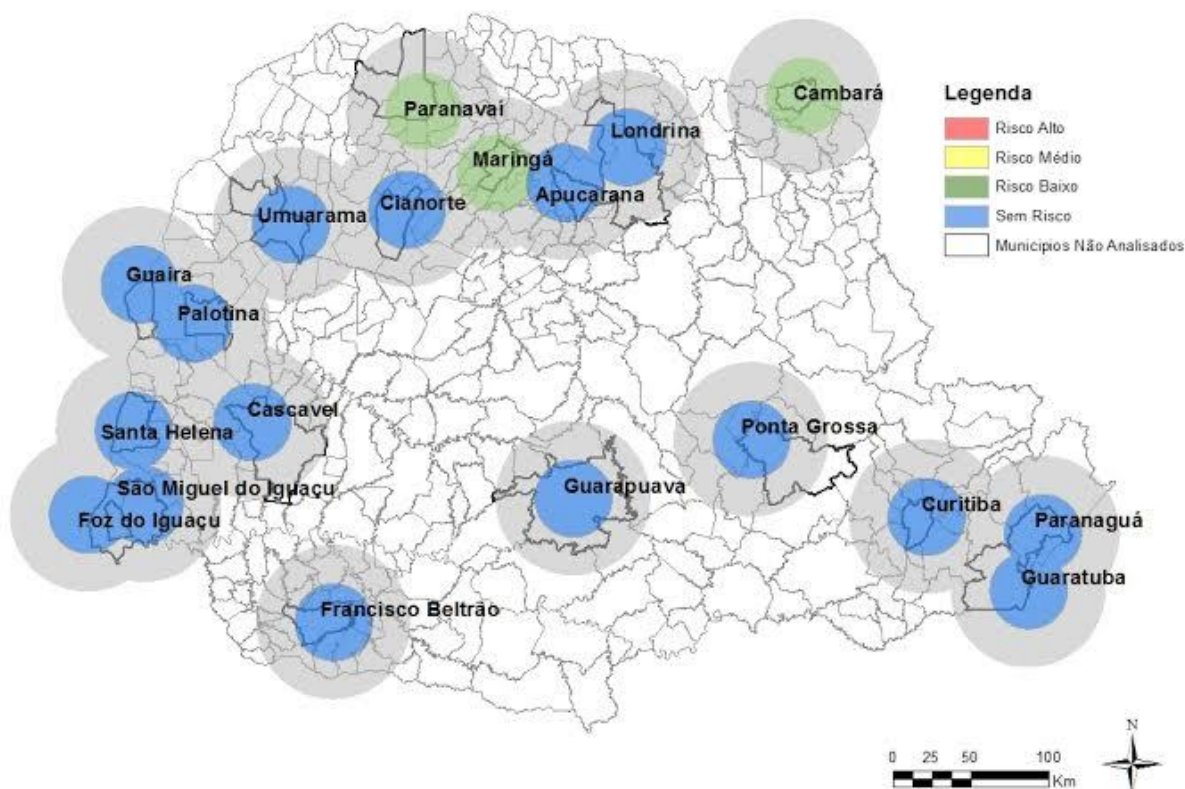 Paranavaí
Cambará
Londrina
Maringá
Apucarana
Umuarama
Cianorte
Guaira
Palotina
Cascavel
Santa Helena
São Miguel do Iguaçu
Foz do Iguaçu
Francisco Beltrão
Guarapuava
Ponta Grossa
Curitiba
Paranaguá
Guaratuba
Legenda
Risco Alto
Risco Médio
Risco Baixo
Sem Risco
Municipios Não Analisados
N
0 25 50 100
Km